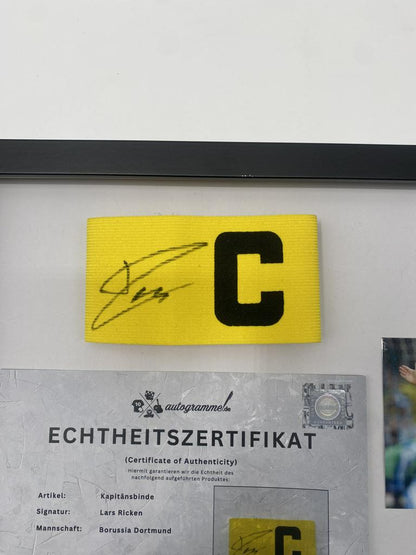 C
autogramme.de
ECHTHEITSZERTIFIKAT
(Certificate of Authenticity)
Hiermit garantieren wir die Echtheit des
nachfolgend aufgeführten Produktes:
Artikel: Kapitänsbinde
Signatur: Lars Ricken
Mannschaft: Borussia Dortmund
C